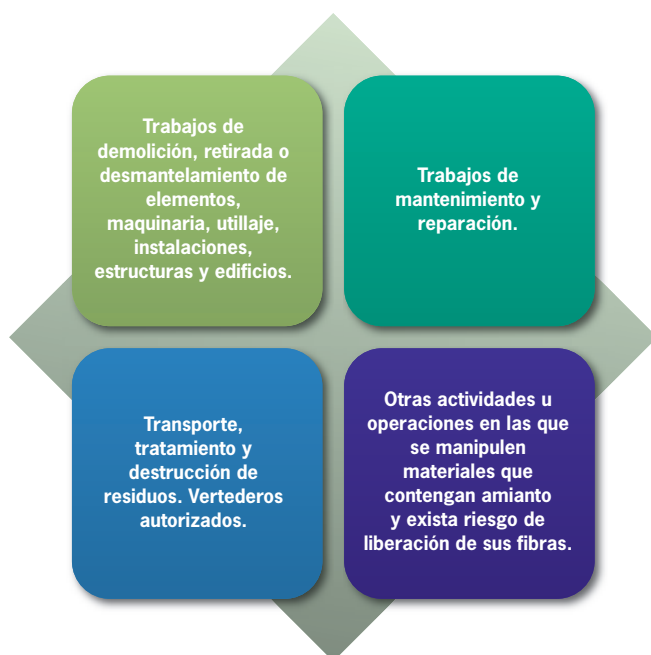 Trabajos de
demolición, retirada o
desmantelamiento de
elementos,
maquinaria, utillaje,
instalaciones,
estructuras y edificios.
Trabajos de
mantenimiento y
reparación.
Transporte,
tratamiento y
destrucción de
residuos. Vertederos
autorizados.
Otras actividades u
operaciones en las que
se manipulen
materiales que
contengan amianto
y exista riesgo de
liberación de sus fibras.